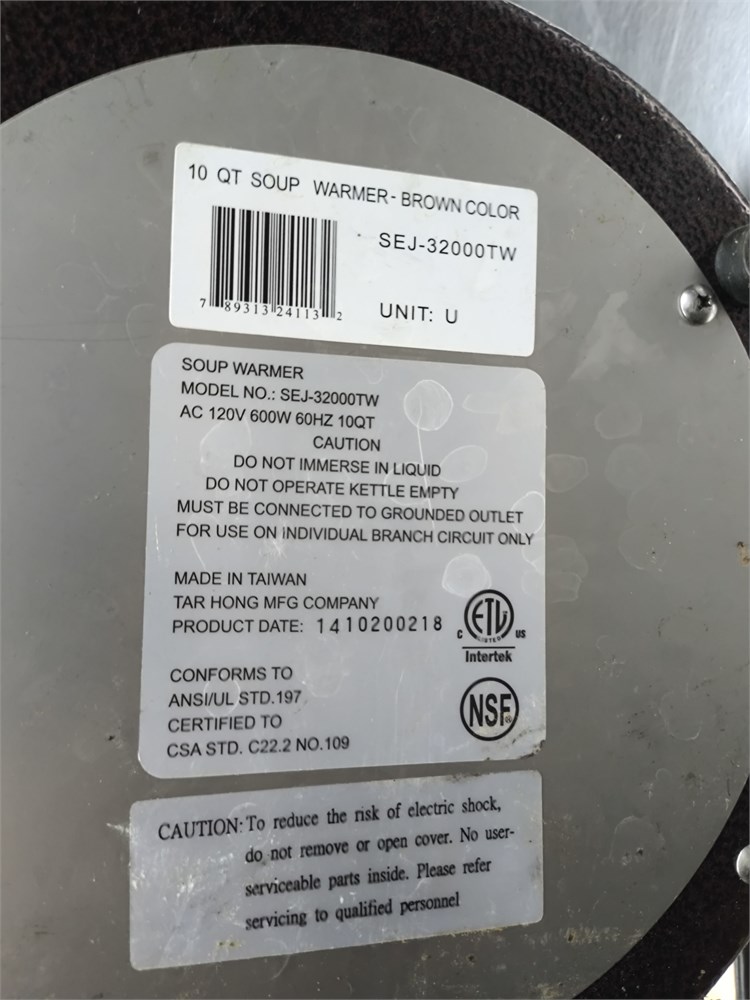 10 QT SOUP WARMER- BROWN COLOR
SEJ-32000TW
7 89313 24113 2
UNIT: U
SOUP WARMER
MODEL NO.: SEJ-32000TW
AC 120V 600W 60HZ 10QT
CAUTION
DO NOT IMMERSE IN LIQUID
DO NOT OPERATE KETTLE EMPTY
MUST BE CONNECTED TO GROUNDED OUTLET
FOR USE ON INDIVIDUAL BRANCH CIRCUIT ONLY
MADE IN TAIWAN
TAR HONG MFG COMPANY
PRODUCT DATE: 1410200218
C ETL US
LISTED
Intertek
CONFORMS TO
ANSI/UL STD.197
CERTIFIED TO
CSA STD. C22.2 NO.109
NSF®
CAUTION: To reduce the risk of electric shock,
do not remove or open cover. No user-
serviceable parts inside. Please refer
servicing to qualified personnel